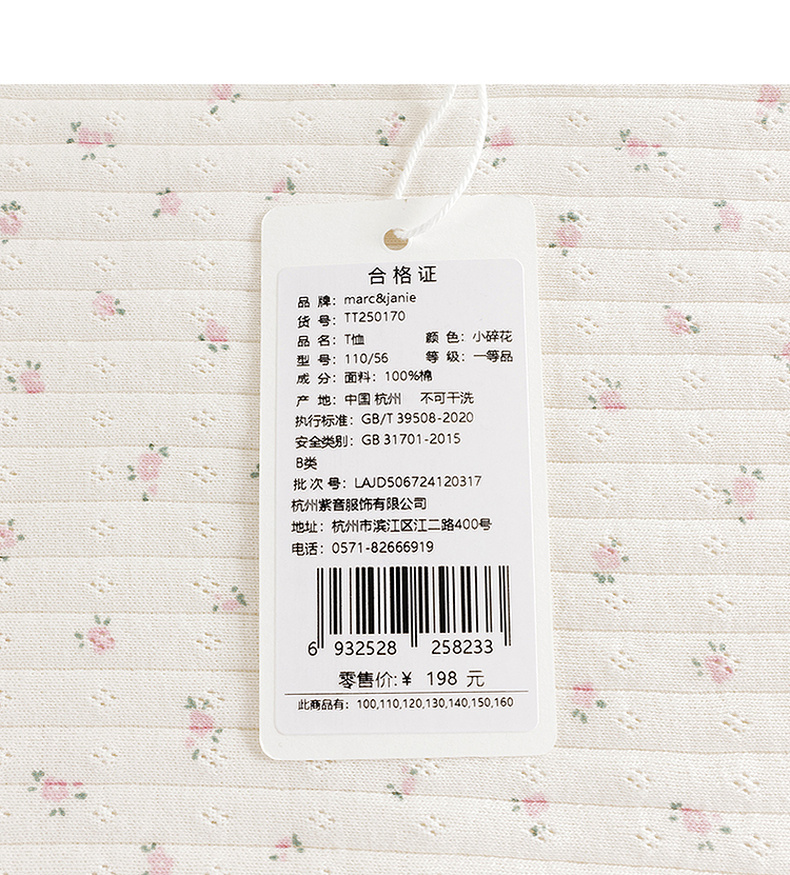 合格证
品 牌：marc&janie
货 号：TT250170
品 名：T恤 颜 色：小碎花
型 号：110/56 等 级：一等品
成 分：面料：100%棉
产 地：中国 杭州 不可干洗
执行标准：GB/T 39508-2020
安全类别：GB 31701-2015
B类
批 次 号：LAJD506724120317
杭州紫音服饰有限公司
地址：杭州市滨江区江二路400号
电话：0571-82666919
6 932528 258233
零售价:¥ 198 元
此商品有：100,110,120,130,140,150,160